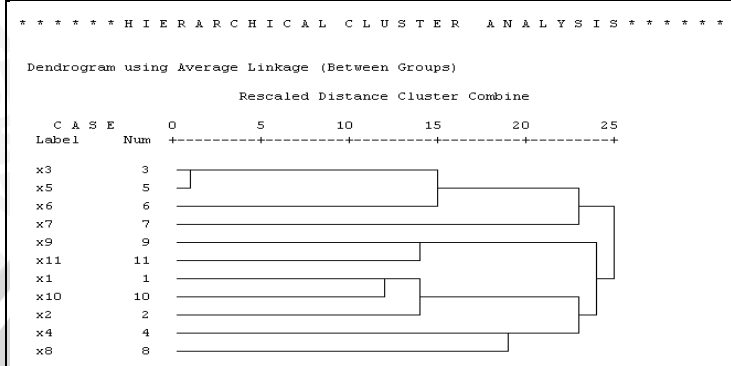 * * * * * * H I E R A R C H I C A L   C L U S T E R   A N A L Y S I S * * * * * *
Dendrogram using Average Linkage (Between Groups)
Rescaled Distance Cluster Combine
C A S E 0 5 10 15 20 25
Label Num +---------+---------+---------+---------+---------+
x3 3
x5 5
x6 6
x7 7
x9 9
x11 11
x1 1
x10 10
x2 2
x4 4
x8 8